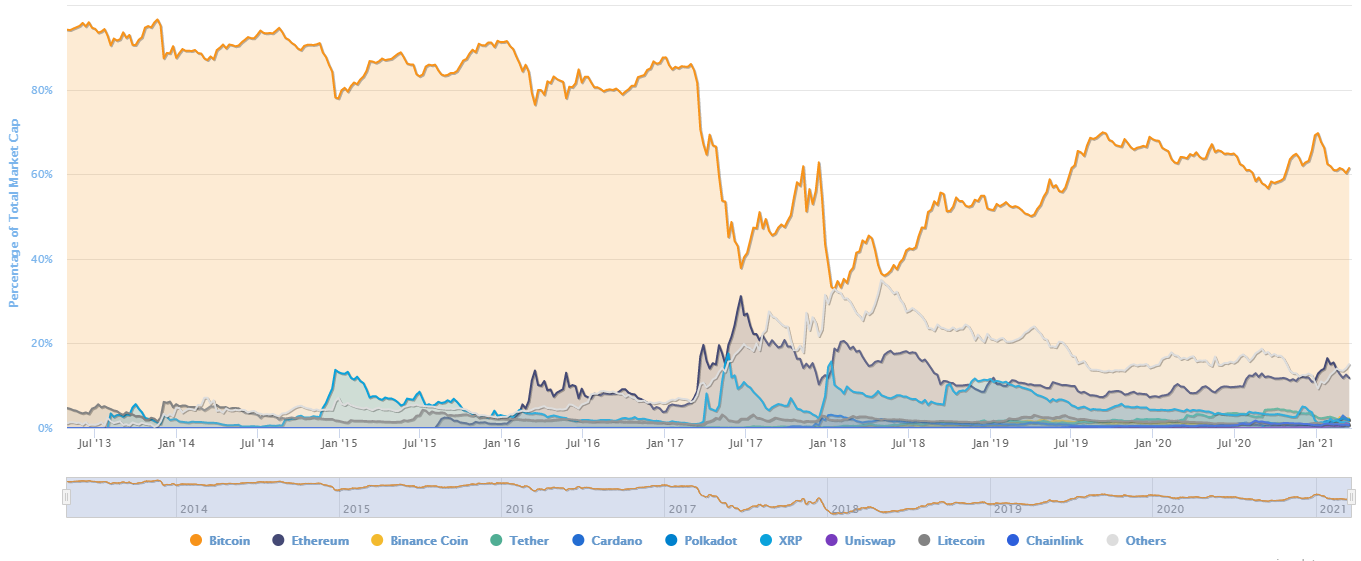 Percentage of Total Market Cap
80%
60%
40%
20%
0%
Jul '13 Jan '14 Jul '14 Jan '15 Jul '15 Jan '16 Jul '16 Jan '17 Jul '17 Jan '18 Jul '18 Jan '19 Jul '19 Jan '20 Jul '20 Jan '21
2014 2015 2016 2017 2018 2019 2020 2021
Bitcoin Ethereum Binance Coin Tether Cardano Polkadot XRP Uniswap Litecoin Chainlink Others